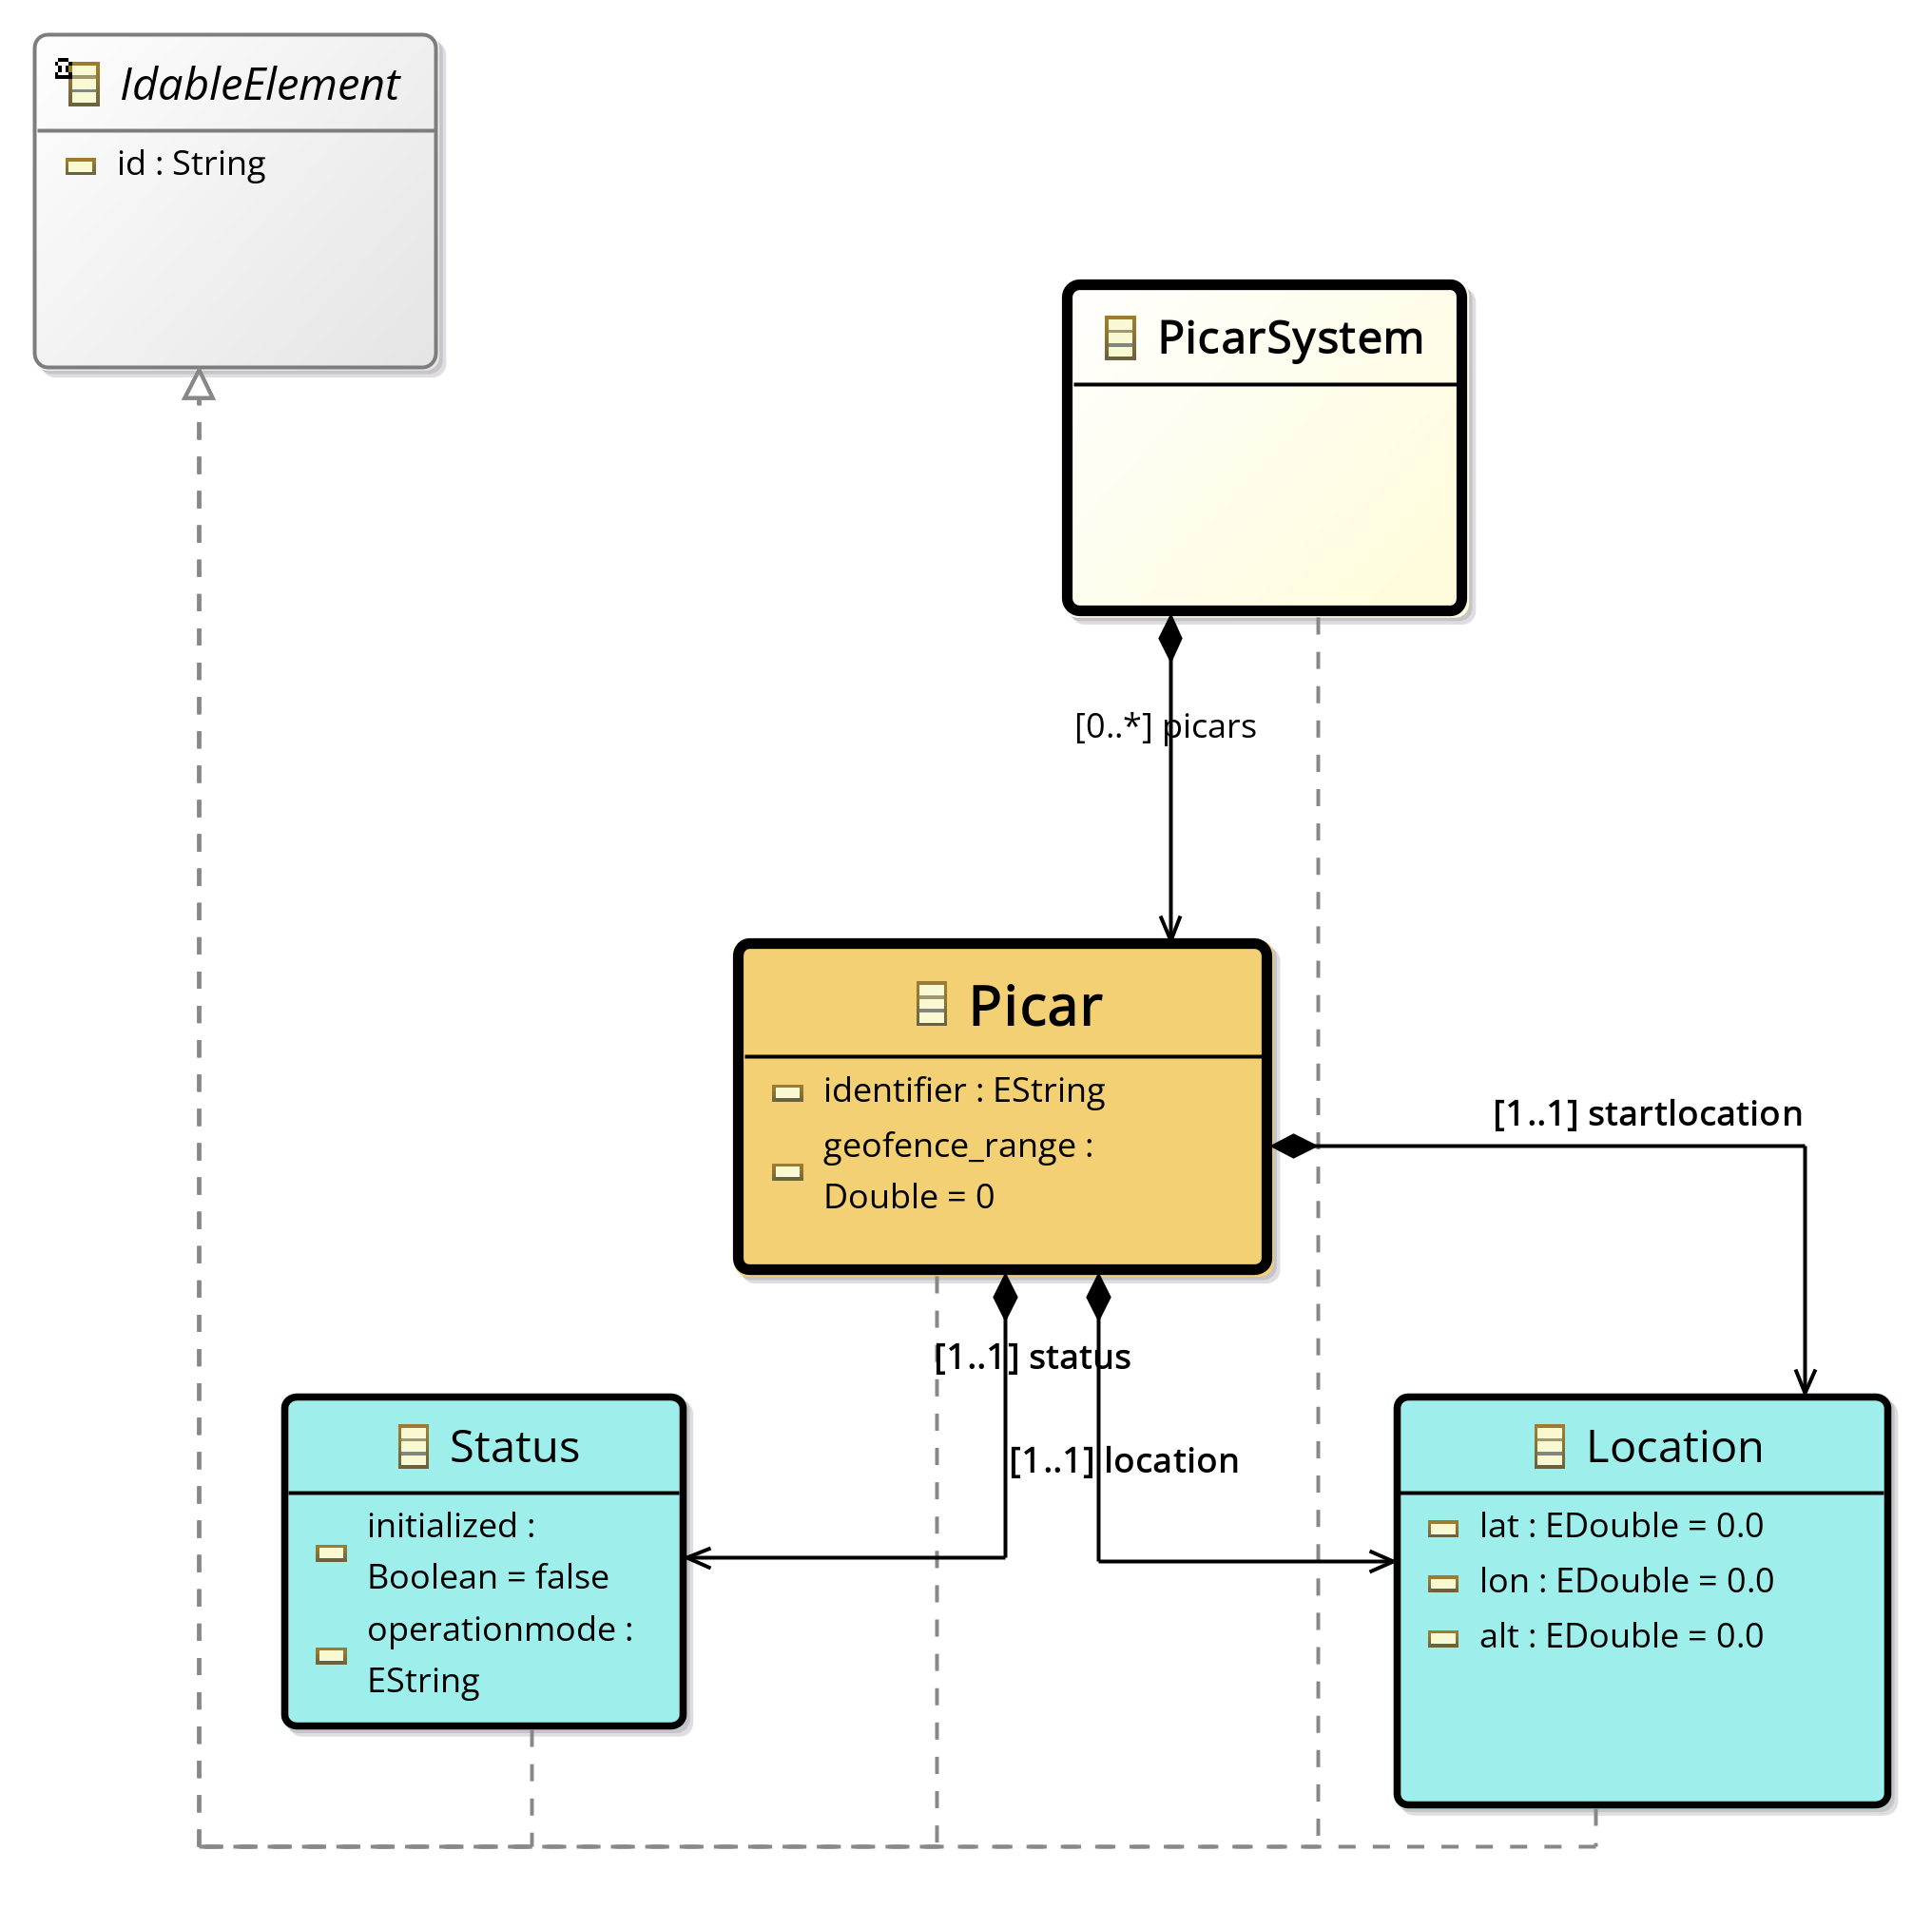 IdableElement
id : String
PicarSystem
[0..*] picars
Picar
identifier : EString
geofence_range :
Double = 0
[1..1] startlocation
[1..1] status
[1..1] location
Status
initialized :
Boolean = false
operationmode :
EString
Location
lat : EDouble = 0.0
lon : EDouble = 0.0
alt : EDouble = 0.0